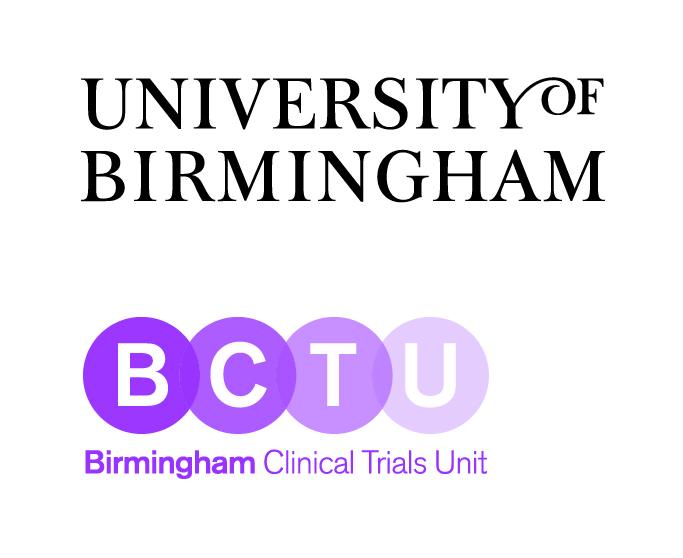 UNIVERSITY OF
BIRMINGHAM
BCTU
Birmingham Clinical Trials Unit